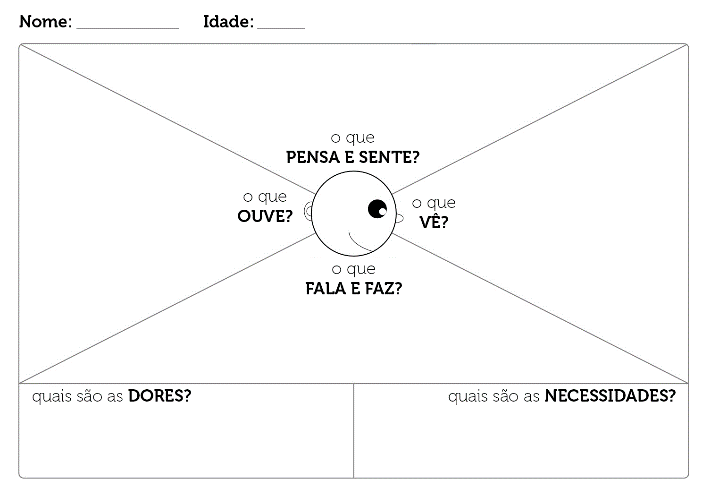 Nome: ____________ Idade: ______
o que
PENSA E SENTE?
o que
OUVE?
o que
VÊ?
o que
FALA E FAZ?
quais são as DORES?
quais são as NECESSIDADES?